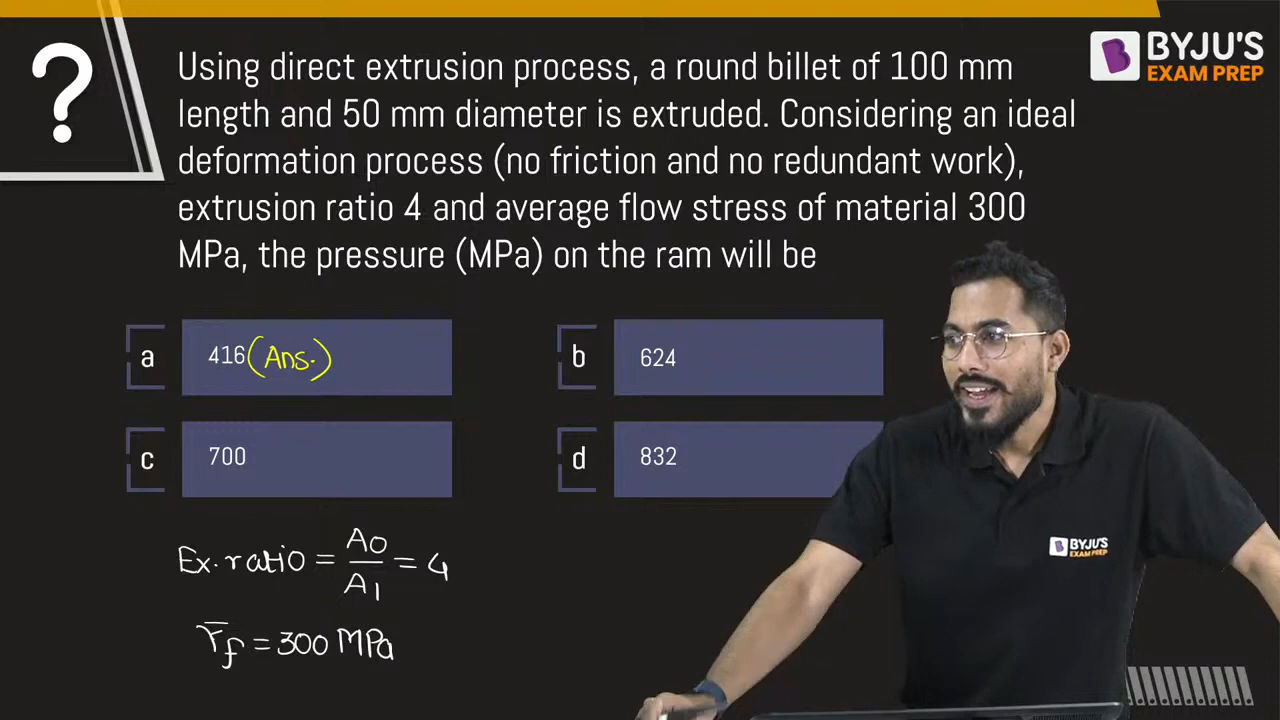 ?
BYJU'S
EXAM PREP
Using direct extrusion process, a round billet of 100 mm
length and 50 mm diameter is extruded. Considering an ideal
deformation process (no friction and no redundant work),
extrusion ratio 4 and average flow stress of material 300
MPa, the pressure (MPa) on the ram will be
a 416 (Ans.)
b 624
c 700
d 832
Ex. ratio = A0/A1 = 4
= 300 MPa
BYJU'S
EXAM PREP